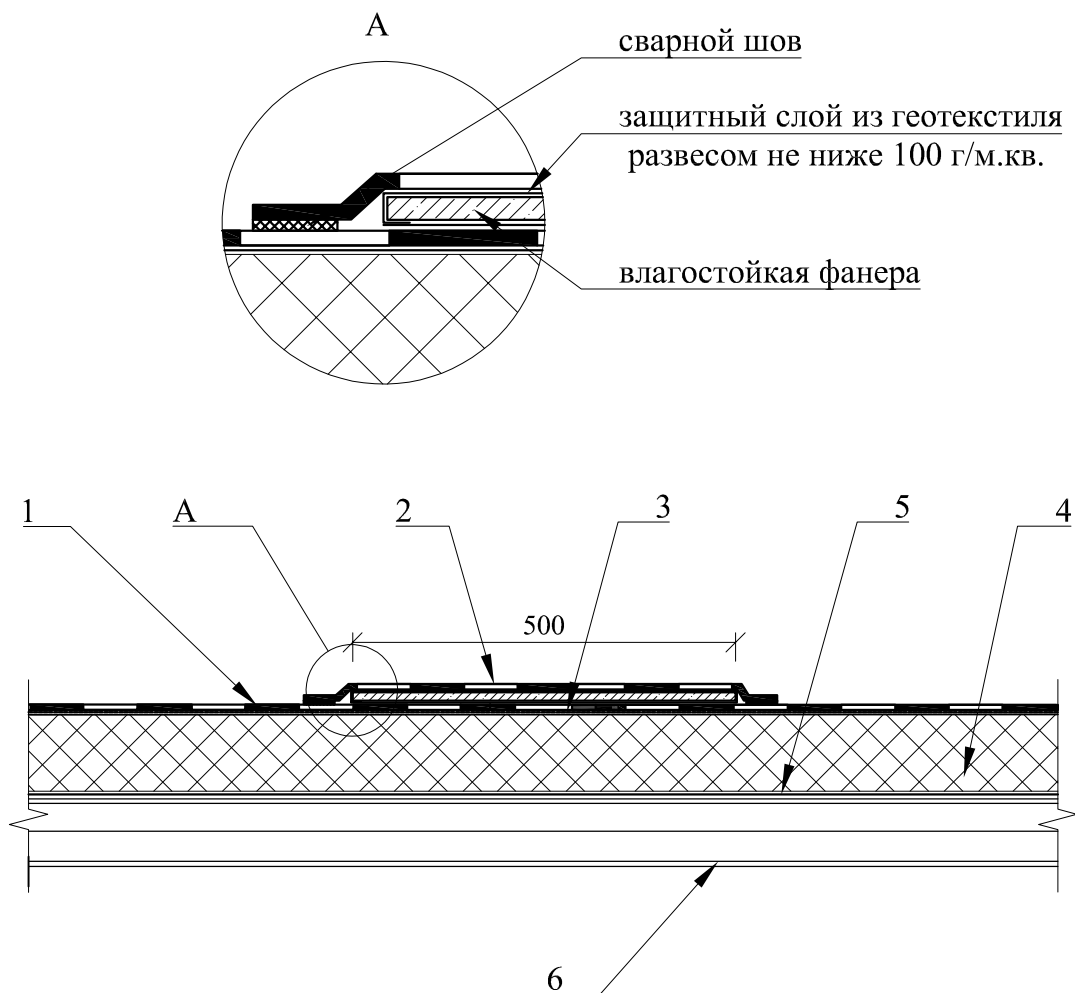 А
сварной шов
защитный слой из геотекстиля
развесом не ниже 100 г/м.кв.
влагостойкая фанера
1
А
2
3
5
4
500
6